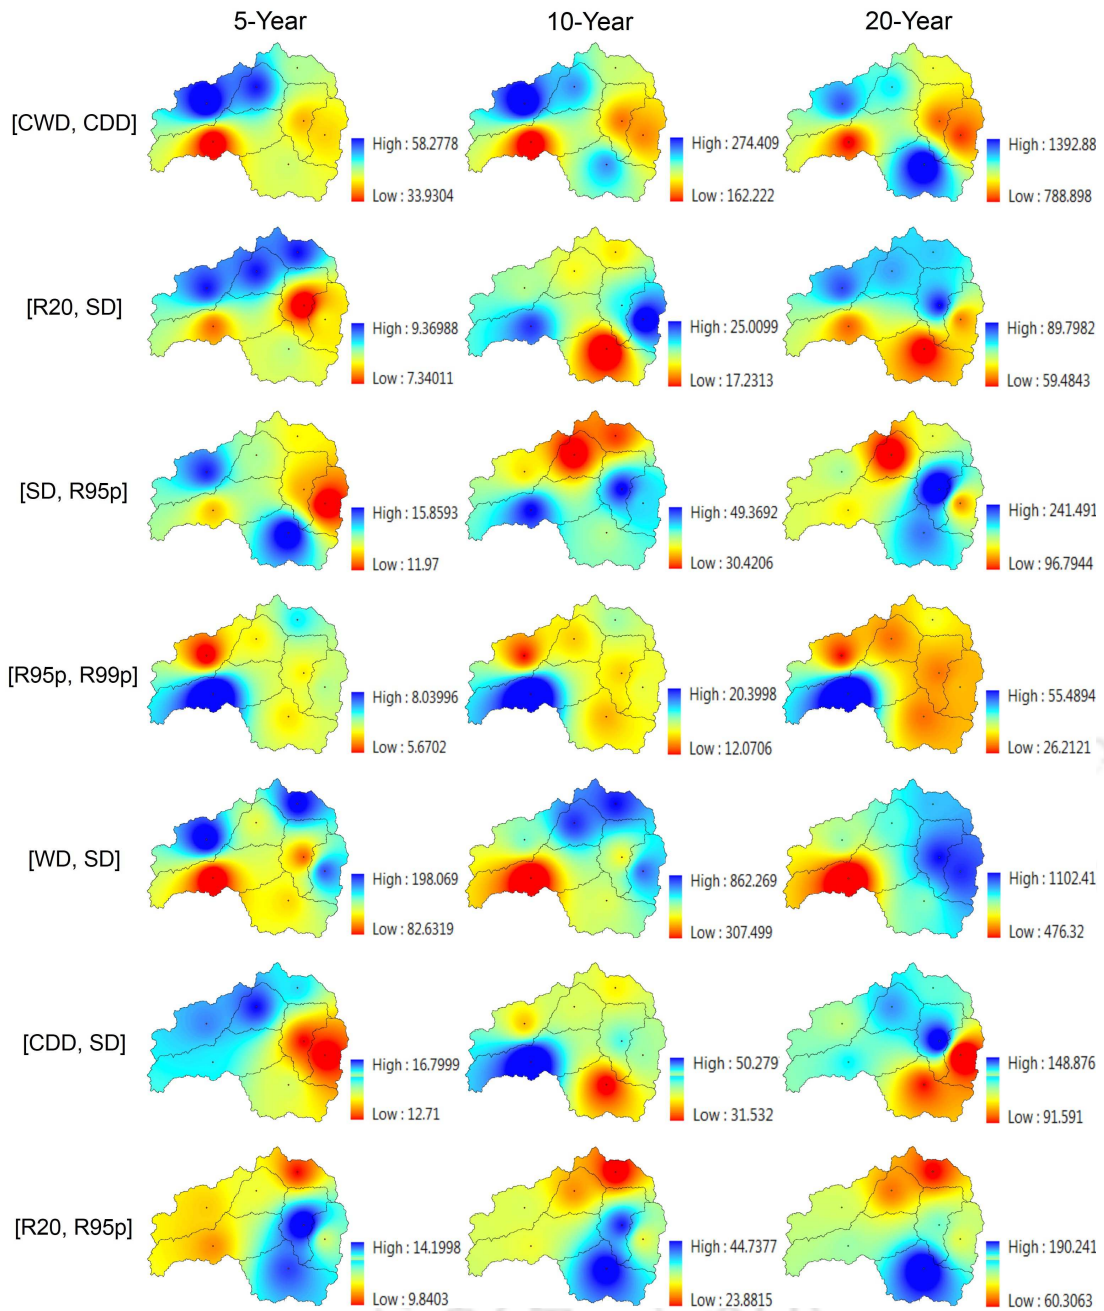 5-Year 10-Year 20-Year
[CWD, CDD]
High : 58.2778
Low : 33.9304
High : 274.409
Low : 162.222
High : 1392.88
Low : 788.898
[R20, SD]
High : 9.36988
Low : 7.34011
High : 25.0099
Low : 17.2313
High : 89.7982
Low : 59.4843
[SD, R95p]
High : 15.8593
Low : 11.97
High : 49.3692
Low : 30.4206
High : 241.491
Low : 96.7944
[R95p, R99p]
High : 8.03996
Low : 5.6702
High : 20.3998
Low : 12.0706
High : 55.4894
Low : 26.2121
[WD, SD]
High : 198.069
Low : 82.6319
High : 862.269
Low : 307.499
High : 1102.41
Low : 476.32
[CDD, SD]
High : 16.7999
Low : 12.71
High : 50.279
Low : 31.532
High : 148.876
Low : 91.591
[R20, R95p]
High : 14.1998
Low : 9.8403
High : 44.7377
Low : 23.8815
High : 190.241
Low : 60.3063